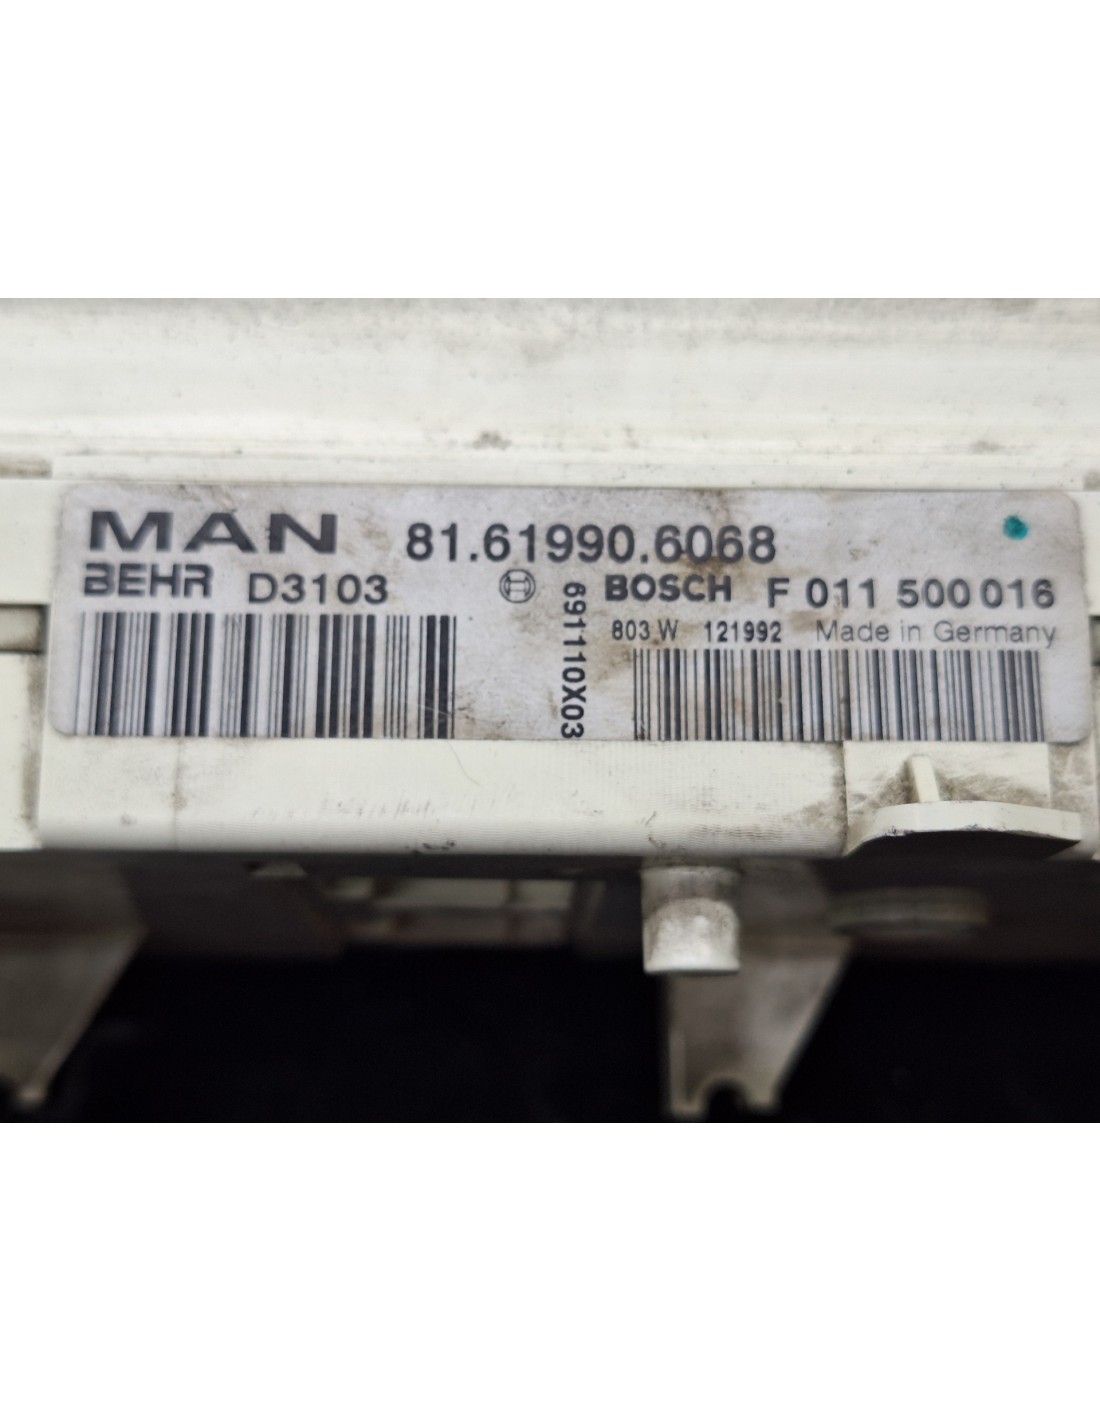 MAN 81.61990.6068
BEHR D3103 BOSCH F 011 500 016
691110X03
803 W 121992 Made in Germany